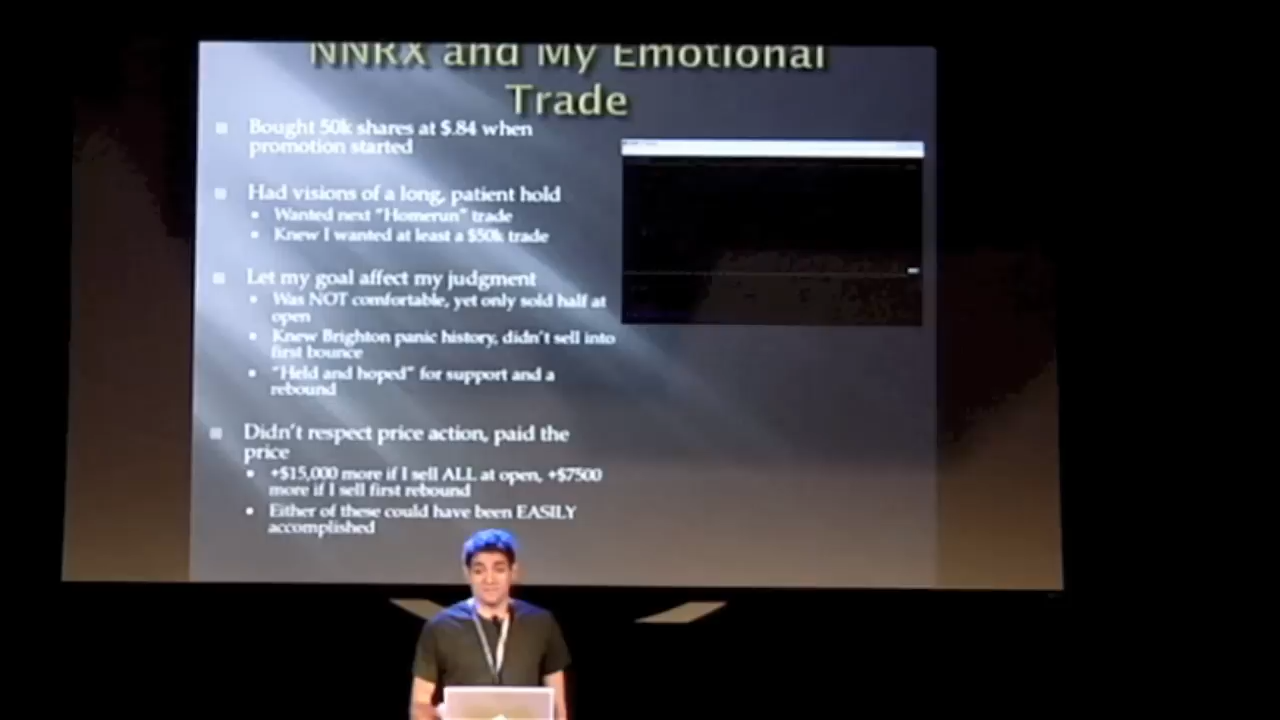 NNRX and My Emotional
Trade
Bought 50k shares at $.84 when
promotion started
Had visions of a long, patient hold
Wanted next "Homerun" trade
Knew I wanted at least a $50k trade
Let my goal affect my judgment
Was NOT comfortable, yet only sold half at
open
Knew Brighton panic history, didn't sell into
first bounce
"Held and hoped" for support and a
rebound
Didn't respect price action, paid the
price
+$15,000 more if I sell ALL at open, +$7500
more if I sell first rebound
Either of these could have been EASILY
accomplished